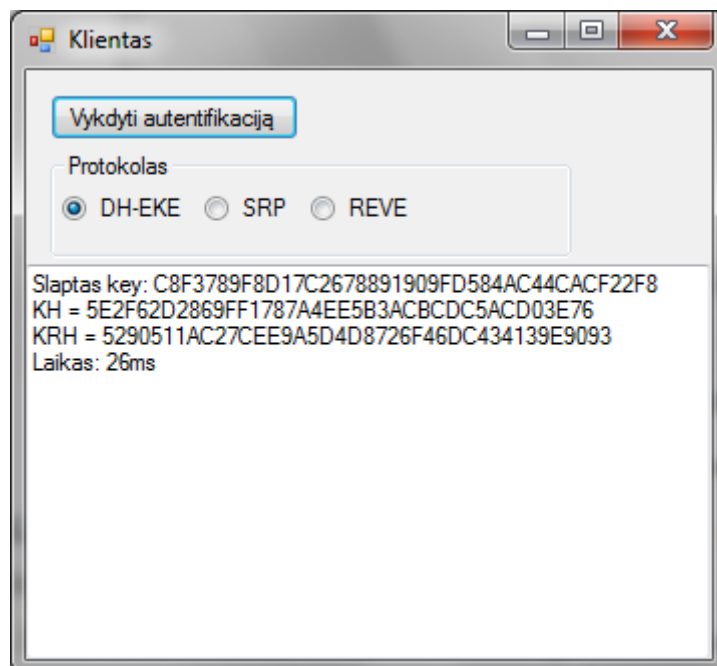 Klientas
Vykdyti autentifikaciją
Protokolas
DH-EKE SRP REVE
Slaptas key: C8F3789F8D17C2678891909FD584AC44CACF22F8
KH = 5E2F62D2869FF1787A4EE5B3ACBCDC5ACD03E76
KRH = 5290511AC27CEE9A5D4D8726F46DC434139E9093
Laikas: 26ms